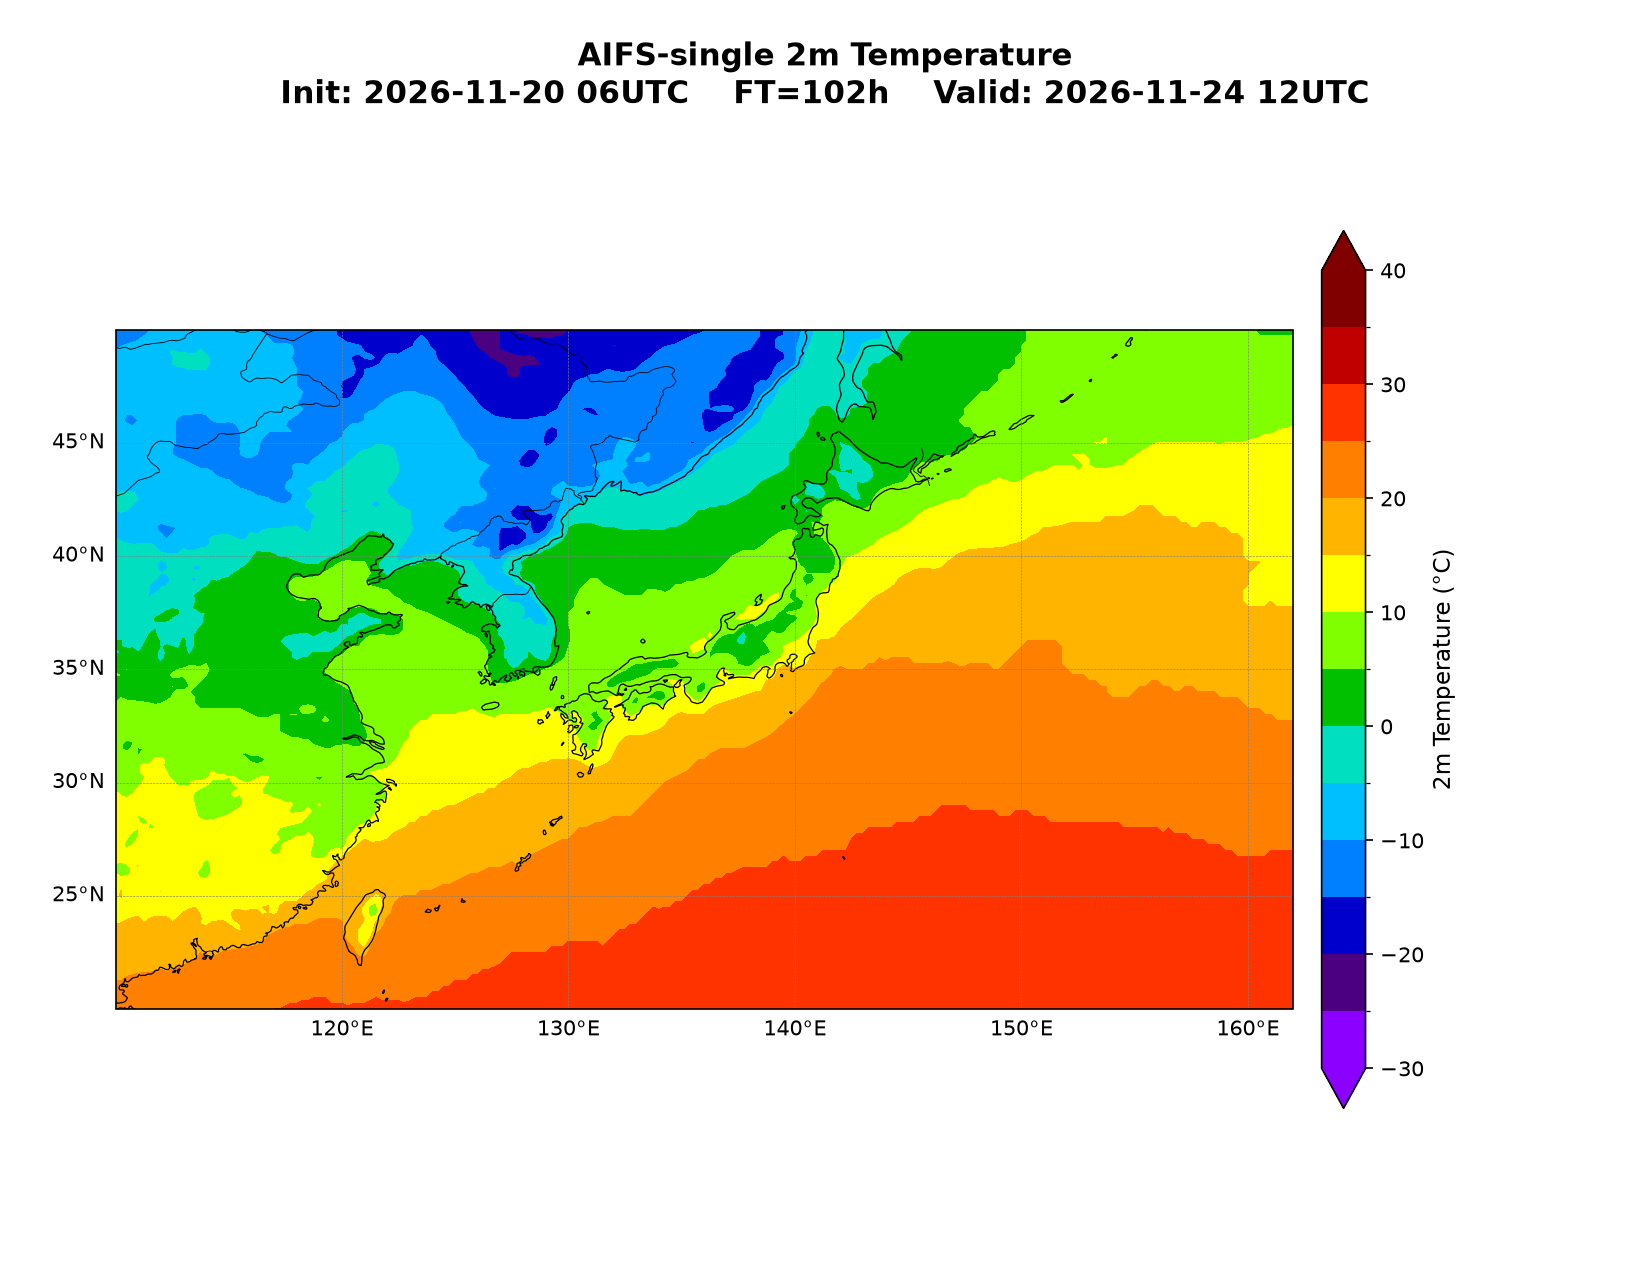 AIFS-single 2m Temperature
Init: 2026-11-20 06UTC    FT=102h    Valid: 2026-11-24 12UTC
45°N
40°N
35°N
30°N
25°N
120°E
130°E
140°E
150°E
160°E
40
30
20
10
0
−10
−20
−30
2m Temperature (°C)